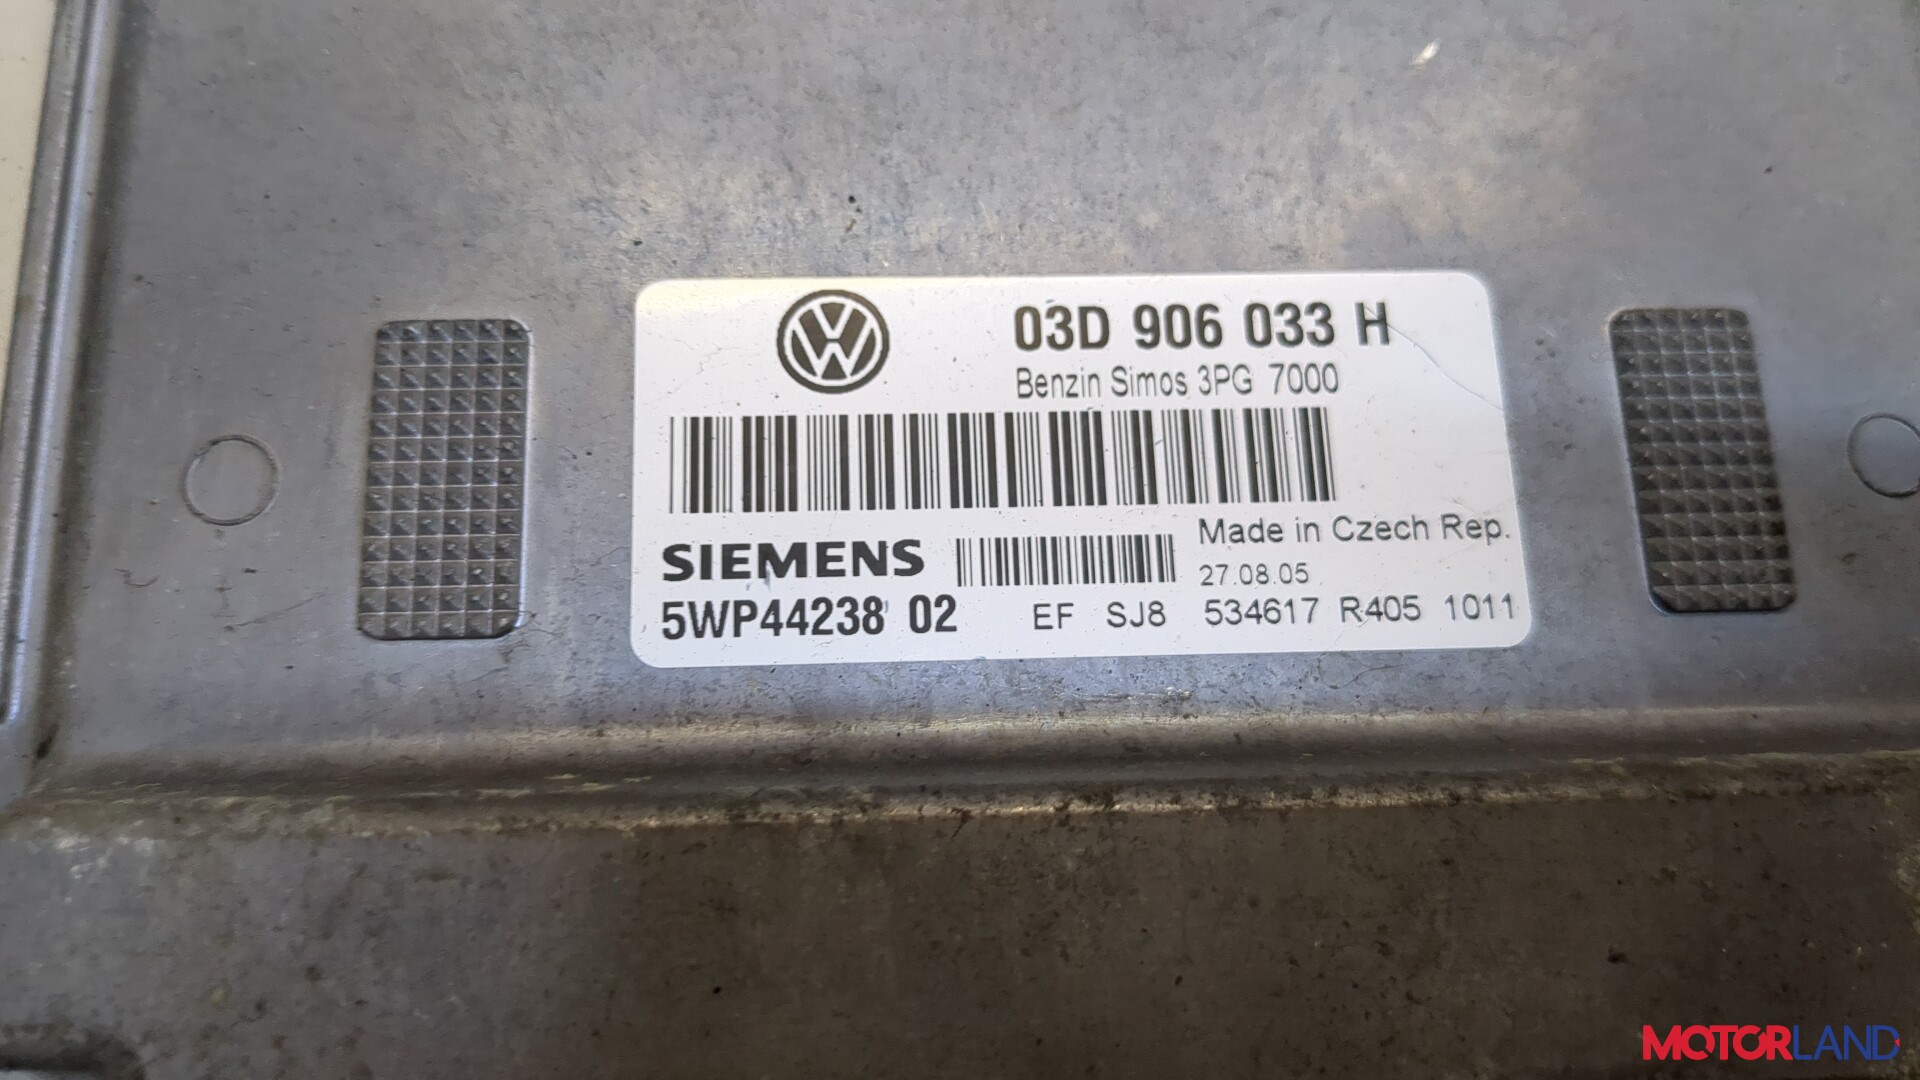 03D 906 033 H
Benzin Simos 3PG 7000
SIEMENS
Made in Czech Rep.
27.08.05
5WP44238 02
EF SJ8 534617 R405 1011
MOTORLAND